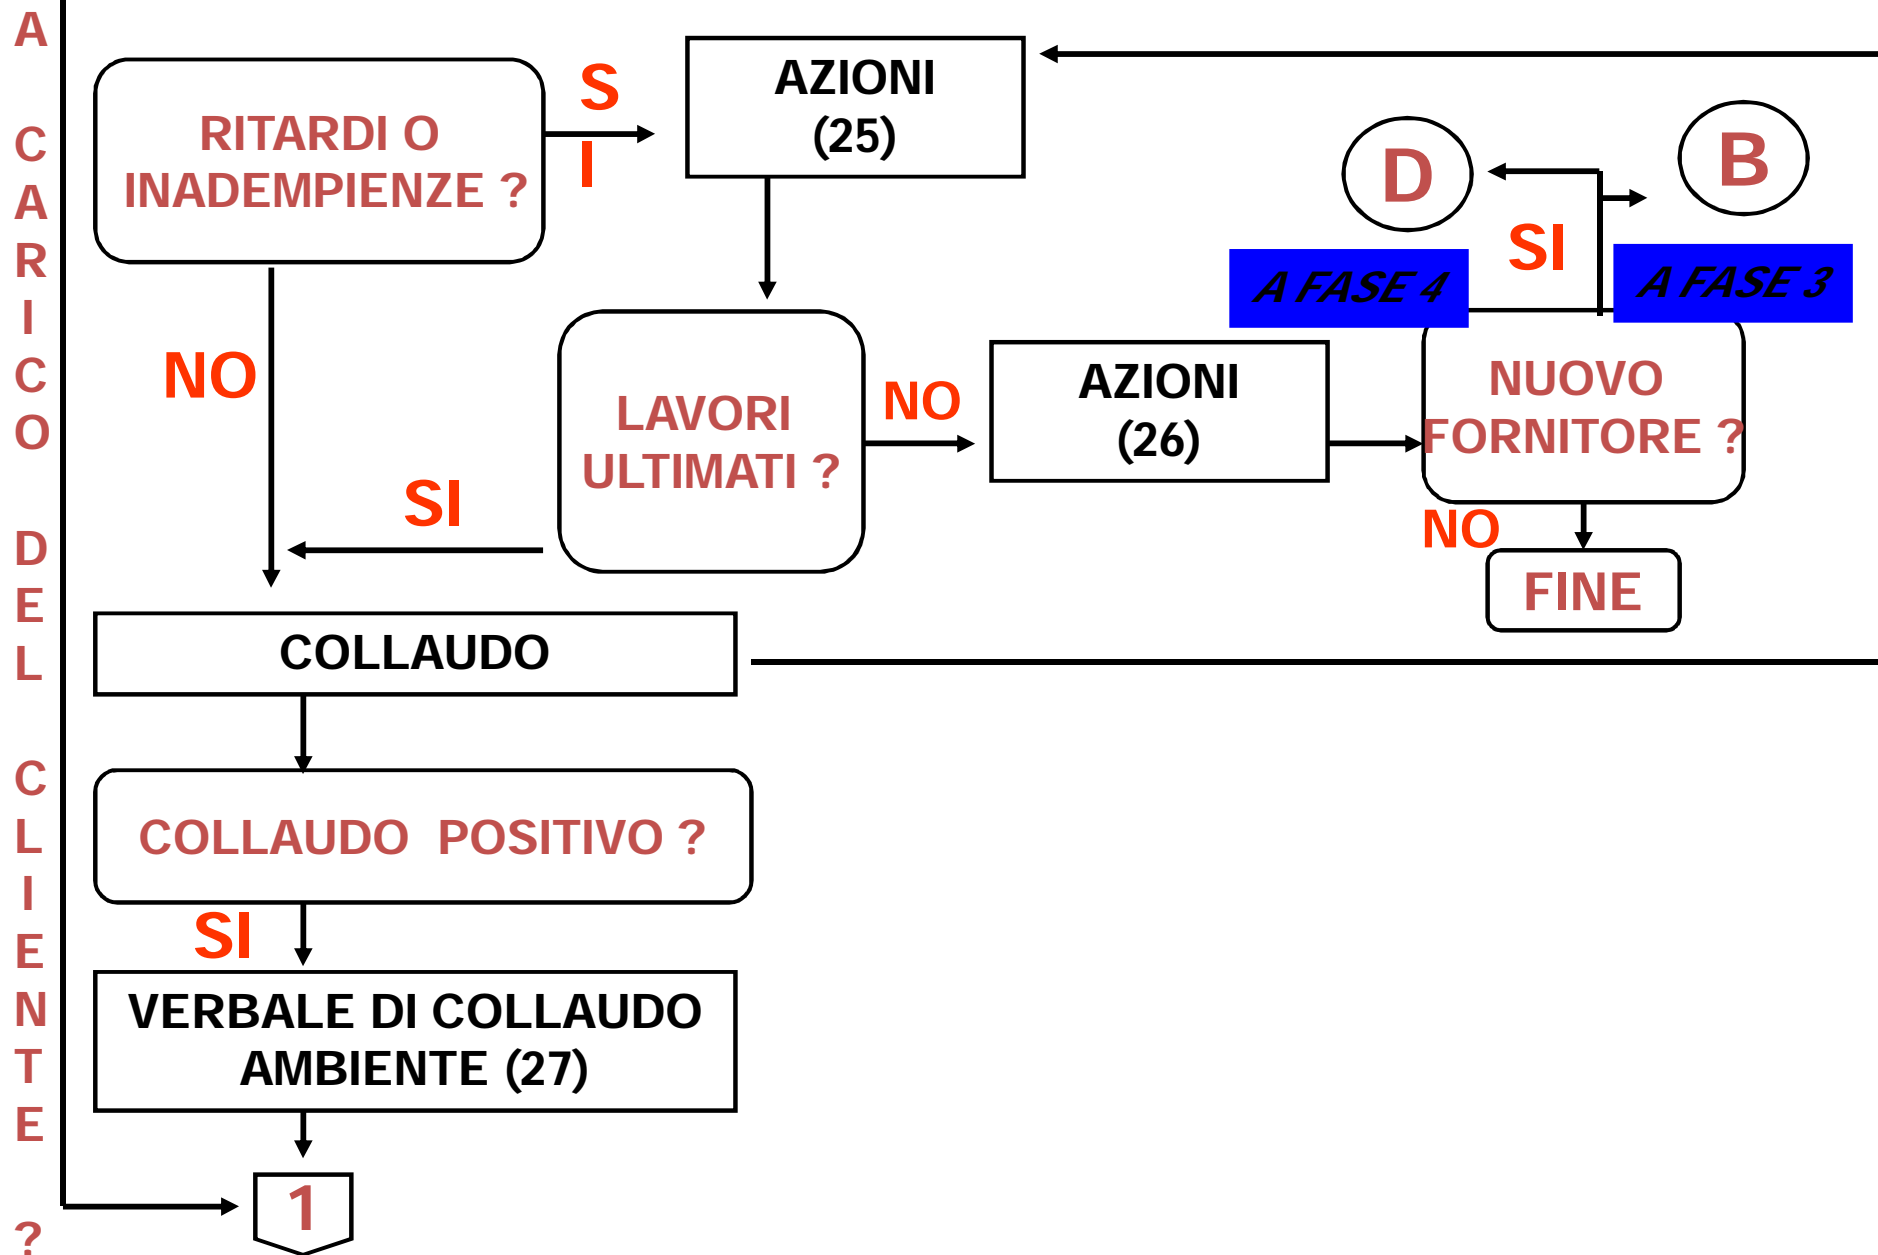 A CARICO DEL CLIENTE ?
RITARDI O
INADEMPIENZE ?
S
I
AZIONI
(25)
D
B
SI
A FASE 4
A FASE 3
NO
LAVORI
ULTIMATI ?
NO
AZIONI
(26)
NUOVO
FORNITORE ?
SI
NO
FINE
COLLAUDO
COLLAUDO  POSITIVO ?
SI
VERBALE DI COLLAUDO
AMBIENTE (27)
1